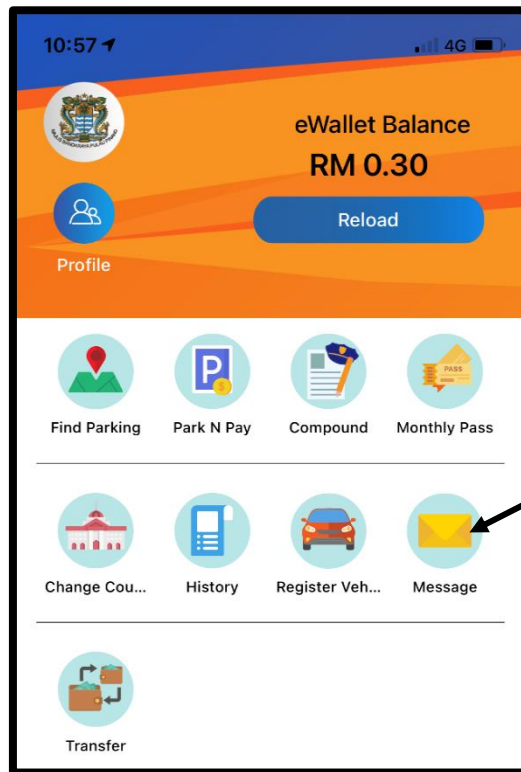 10:57
4G
eWallet Balance
RM 0.30
Reload
Profile
P
PASS
Find Parking
Park N Pay
Compound
Monthly Pass
Change Cou...
History
Register Veh...
Message
Transfer